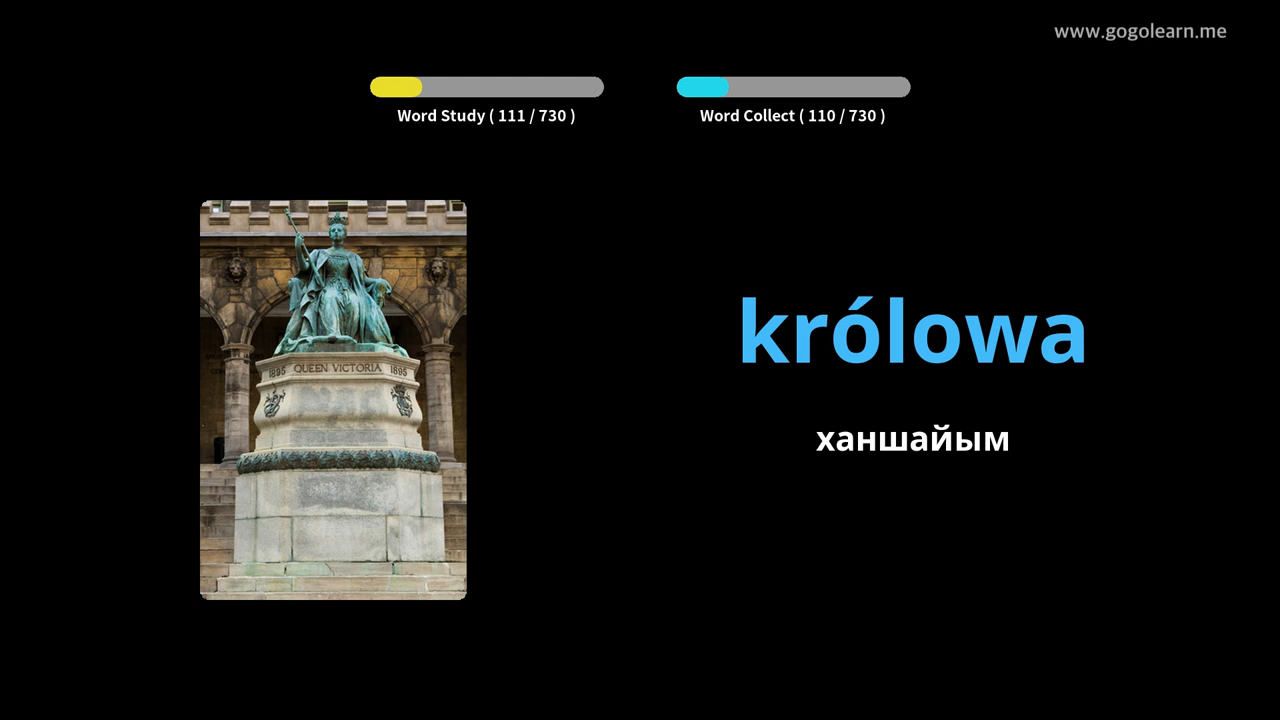 www.gogolearn.me
Word Study ( 111 / 730 )
Word Collect ( 110 / 730 )
1895 QUEEN VICTORIA 1895
królowa
ханшайым